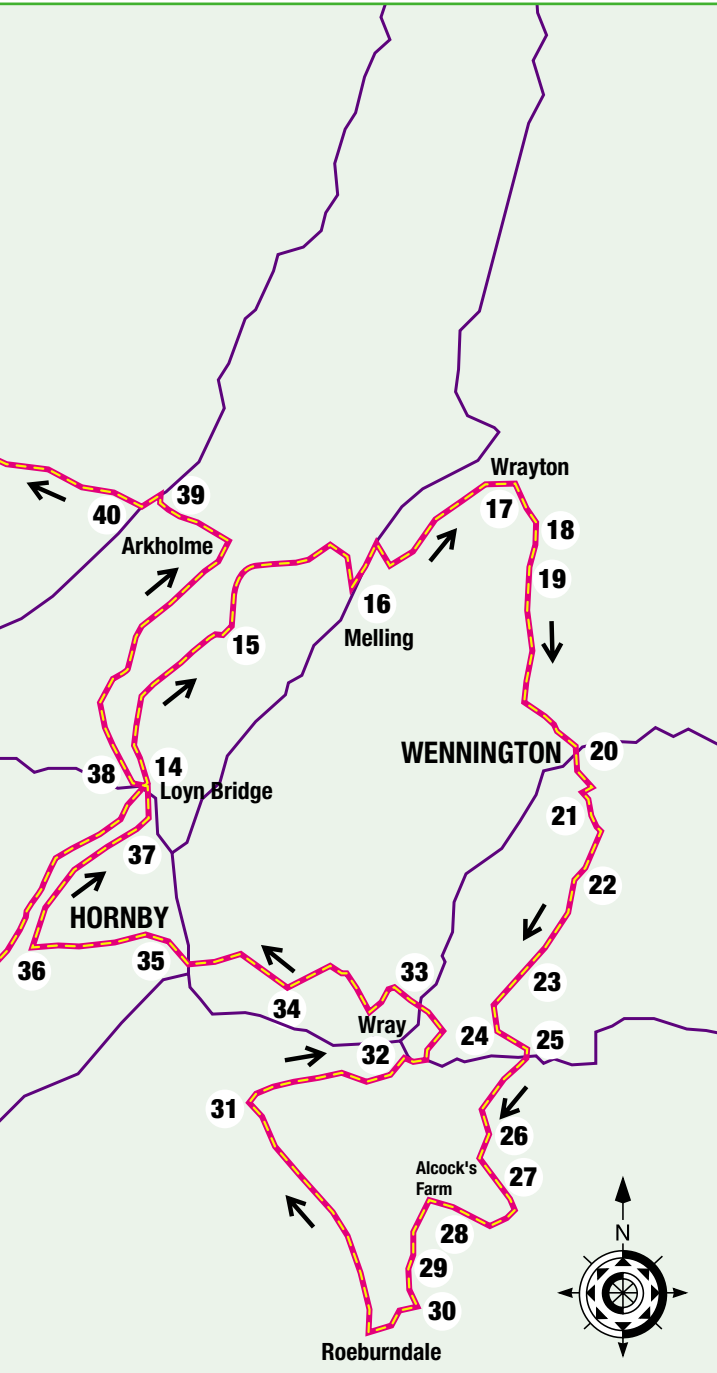 Wrayton
39
17
40
18
Arkholme
19
16
15
Melling
WENNINGTON
20
14
38
Loyn Bridge
21
37
22
HORNBY
35
36
33
23
34
Wray
24
25
32
31
26
Alcock's
Farm
27
28
N
29
30
Roeburndale